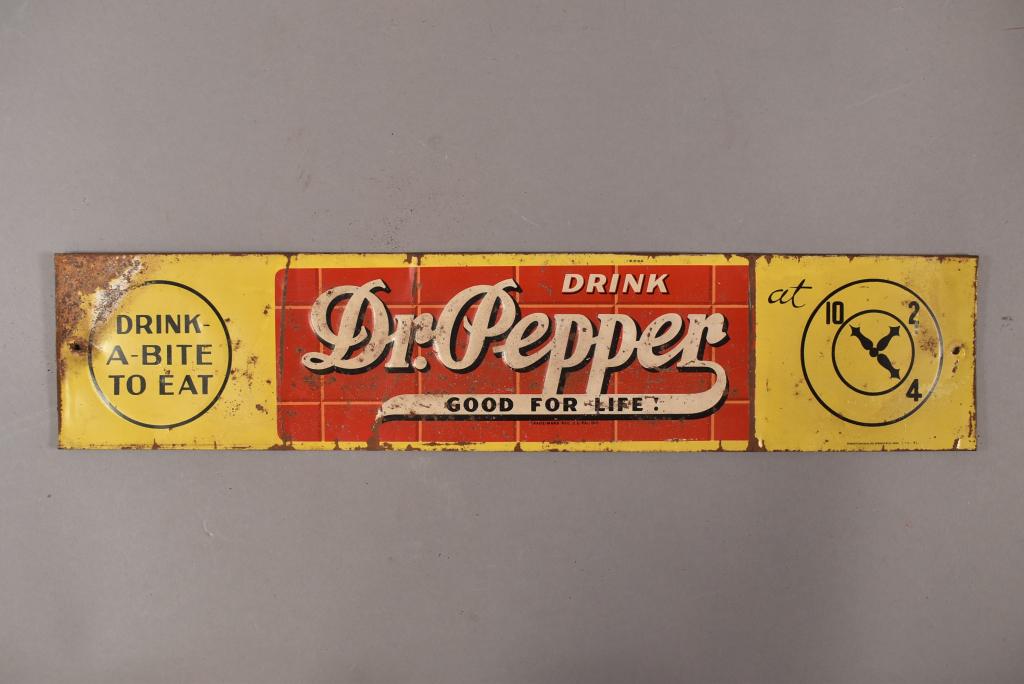 DRINK-
A-BITE
TO EAT
DRINK
Dr. Pepper
GOOD FOR LIFE!
at
10 2
4